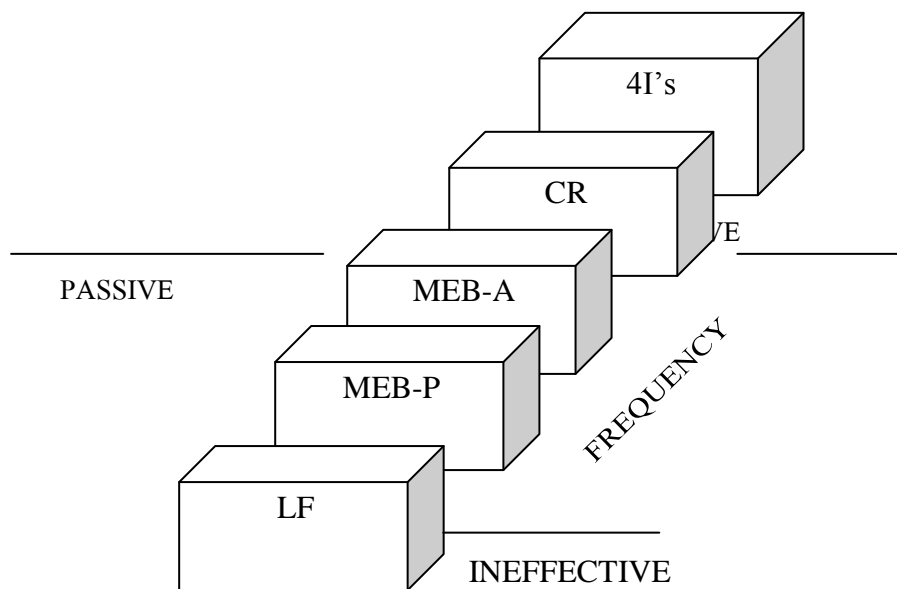 4I's
CR
PASSIVE
MEB-A
MEB-P
FREQUENCY
LF
INEFFECTIVE